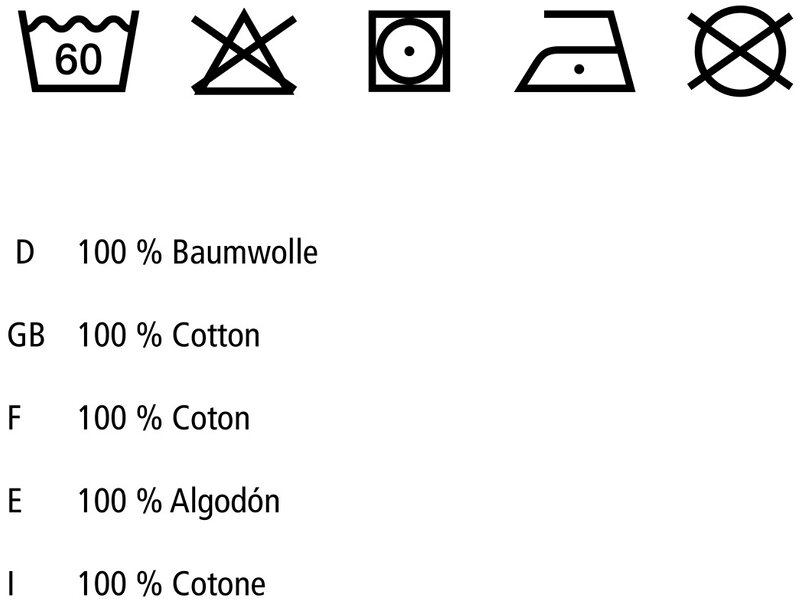 60
D 100 % Baumwolle
GB 100 % Cotton
F 100 % Coton
E 100 % Algodón
I 100 % Cotone